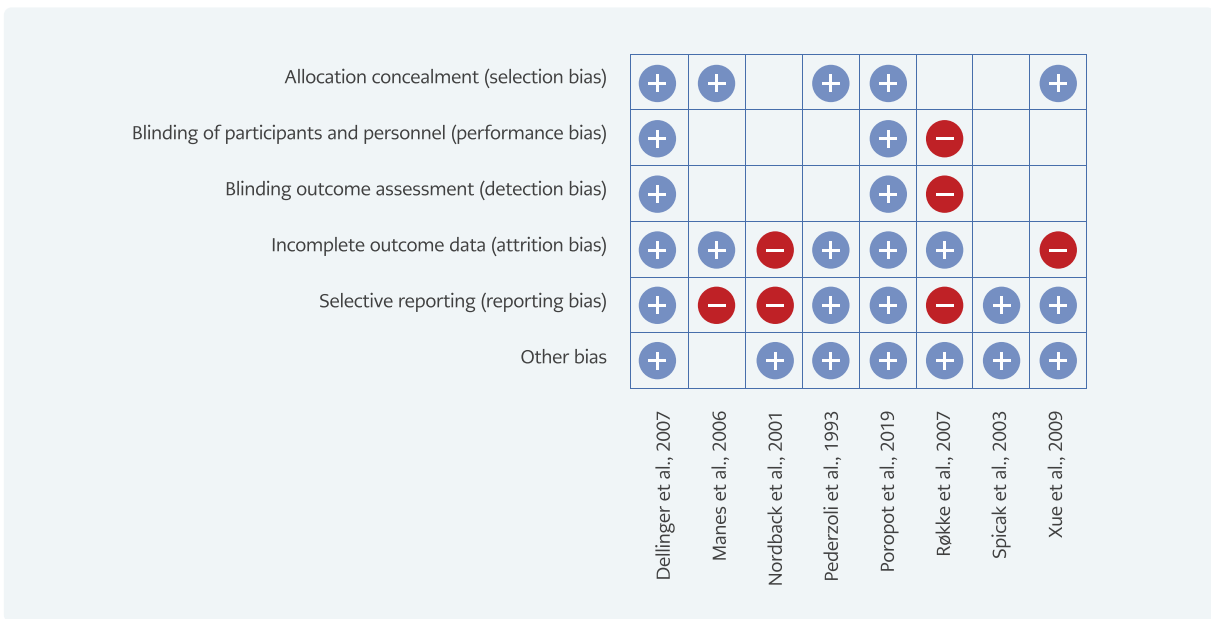 Allocation concealment (selection bias)
Blinding of participants and personnel (performance bias)
Blinding outcome assessment (detection bias)
Incomplete outcome data (attrition bias)
Selective reporting (reporting bias)
Other bias
Dellinger et al., 2007
Manes et al., 2006
Nordback et al., 2001
Pederzoli et al., 1993
Poropot et al., 2019
Røkke et al., 2007
Spicak et al., 2003
Xue et al., 2009